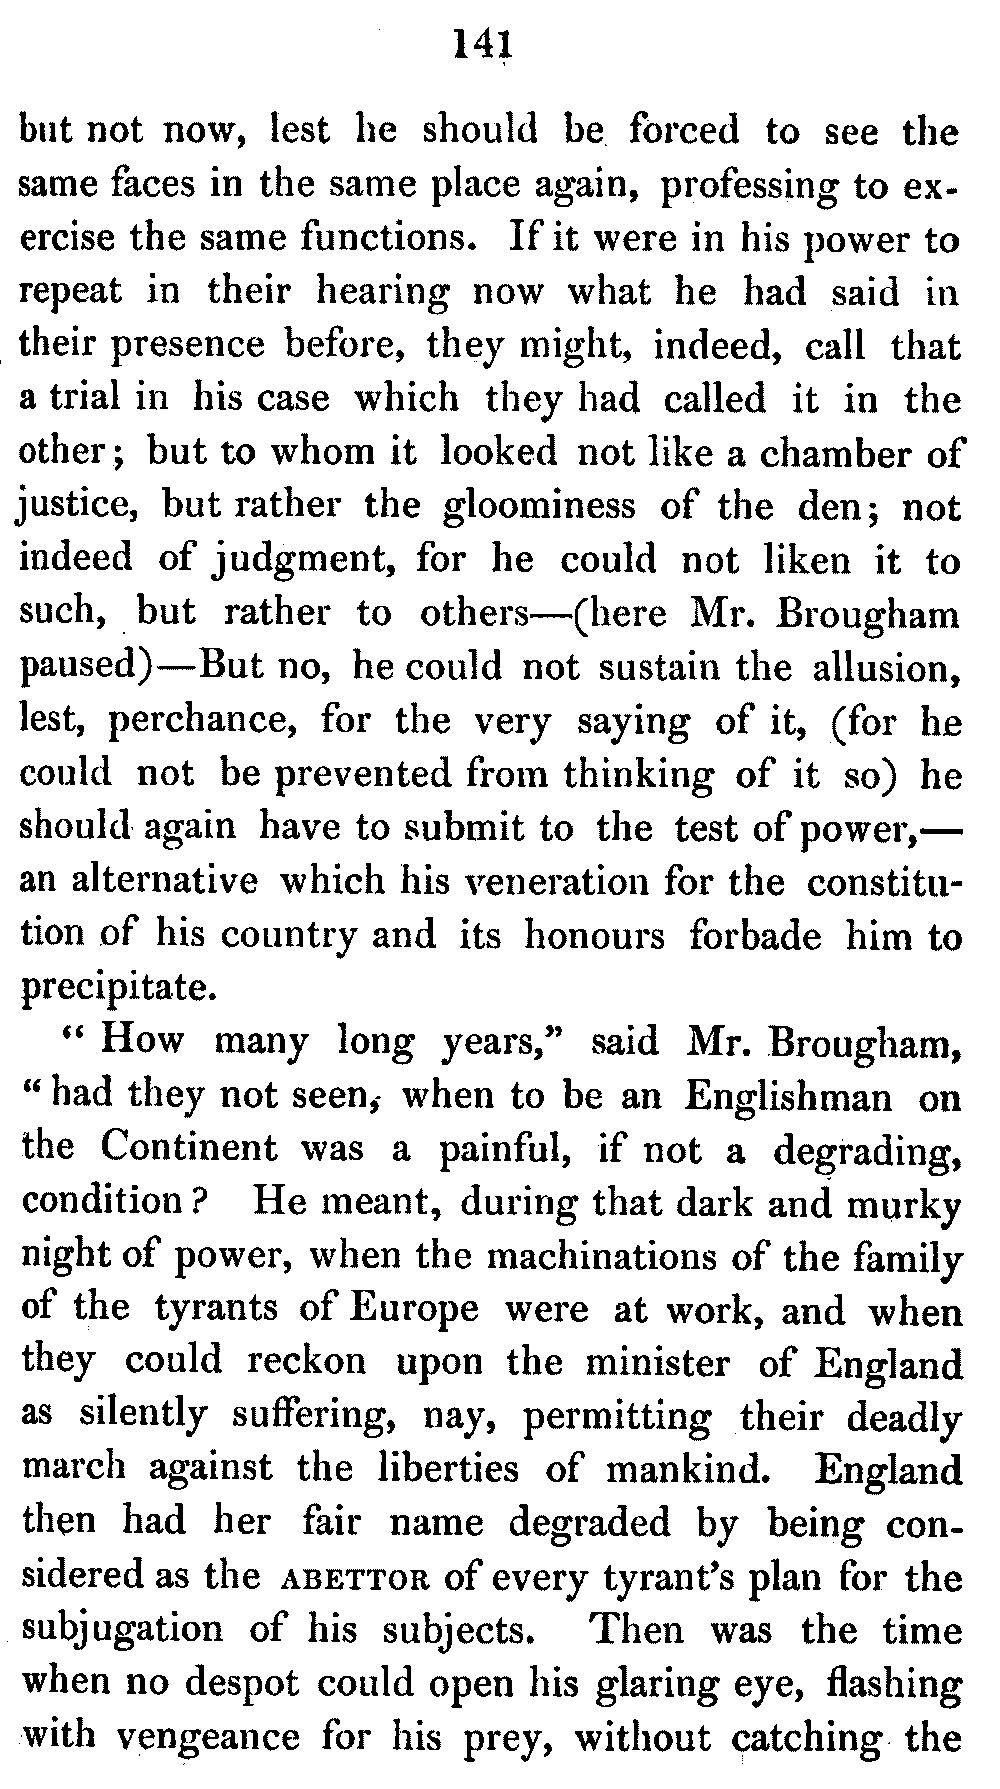 141
but not now, lest he should be forced to see the
same faces in the same place again, professing to ex-
ercise the same functions. If it were in his power to
repeat in their hearing now what he had said in
their presence before, they might, indeed, call that
a trial in his case which they had called it in the
other; but to whom it looked not like a chamber of
justice, but rather the gloominess of the den; not
indeed of judgment, for he could not liken it to
such, but rather to others—(here Mr. Brougham
paused)—But no, he could not sustain the allusion,
lest, perchance, for the very saying of it, (for he
could not be prevented from thinking of it so) he
should again have to submit to the test of power,—
an alternative which his veneration for the constitu-
tion of his country and its honours forbade him to
precipitate.
“ How many long years,” said Mr. Brougham,
“ had they not seen, when to be an Englishman on
the Continent was a painful, if not a degrading,
condition? He meant, during that dark and murky
night of power, when the machinations of the family
of the tyrants of Europe were at work, and when
they could reckon upon the minister of England
as silently suffering, nay, permitting their deadly
march against the liberties of mankind. England
then had her fair name degraded by being con-
sidered as the ABETTOR of every tyrant's plan for the
subjugation of his subjects. Then was the time
when no despot could open his glaring eye, flashing
with vengeance for his prey, without catching the